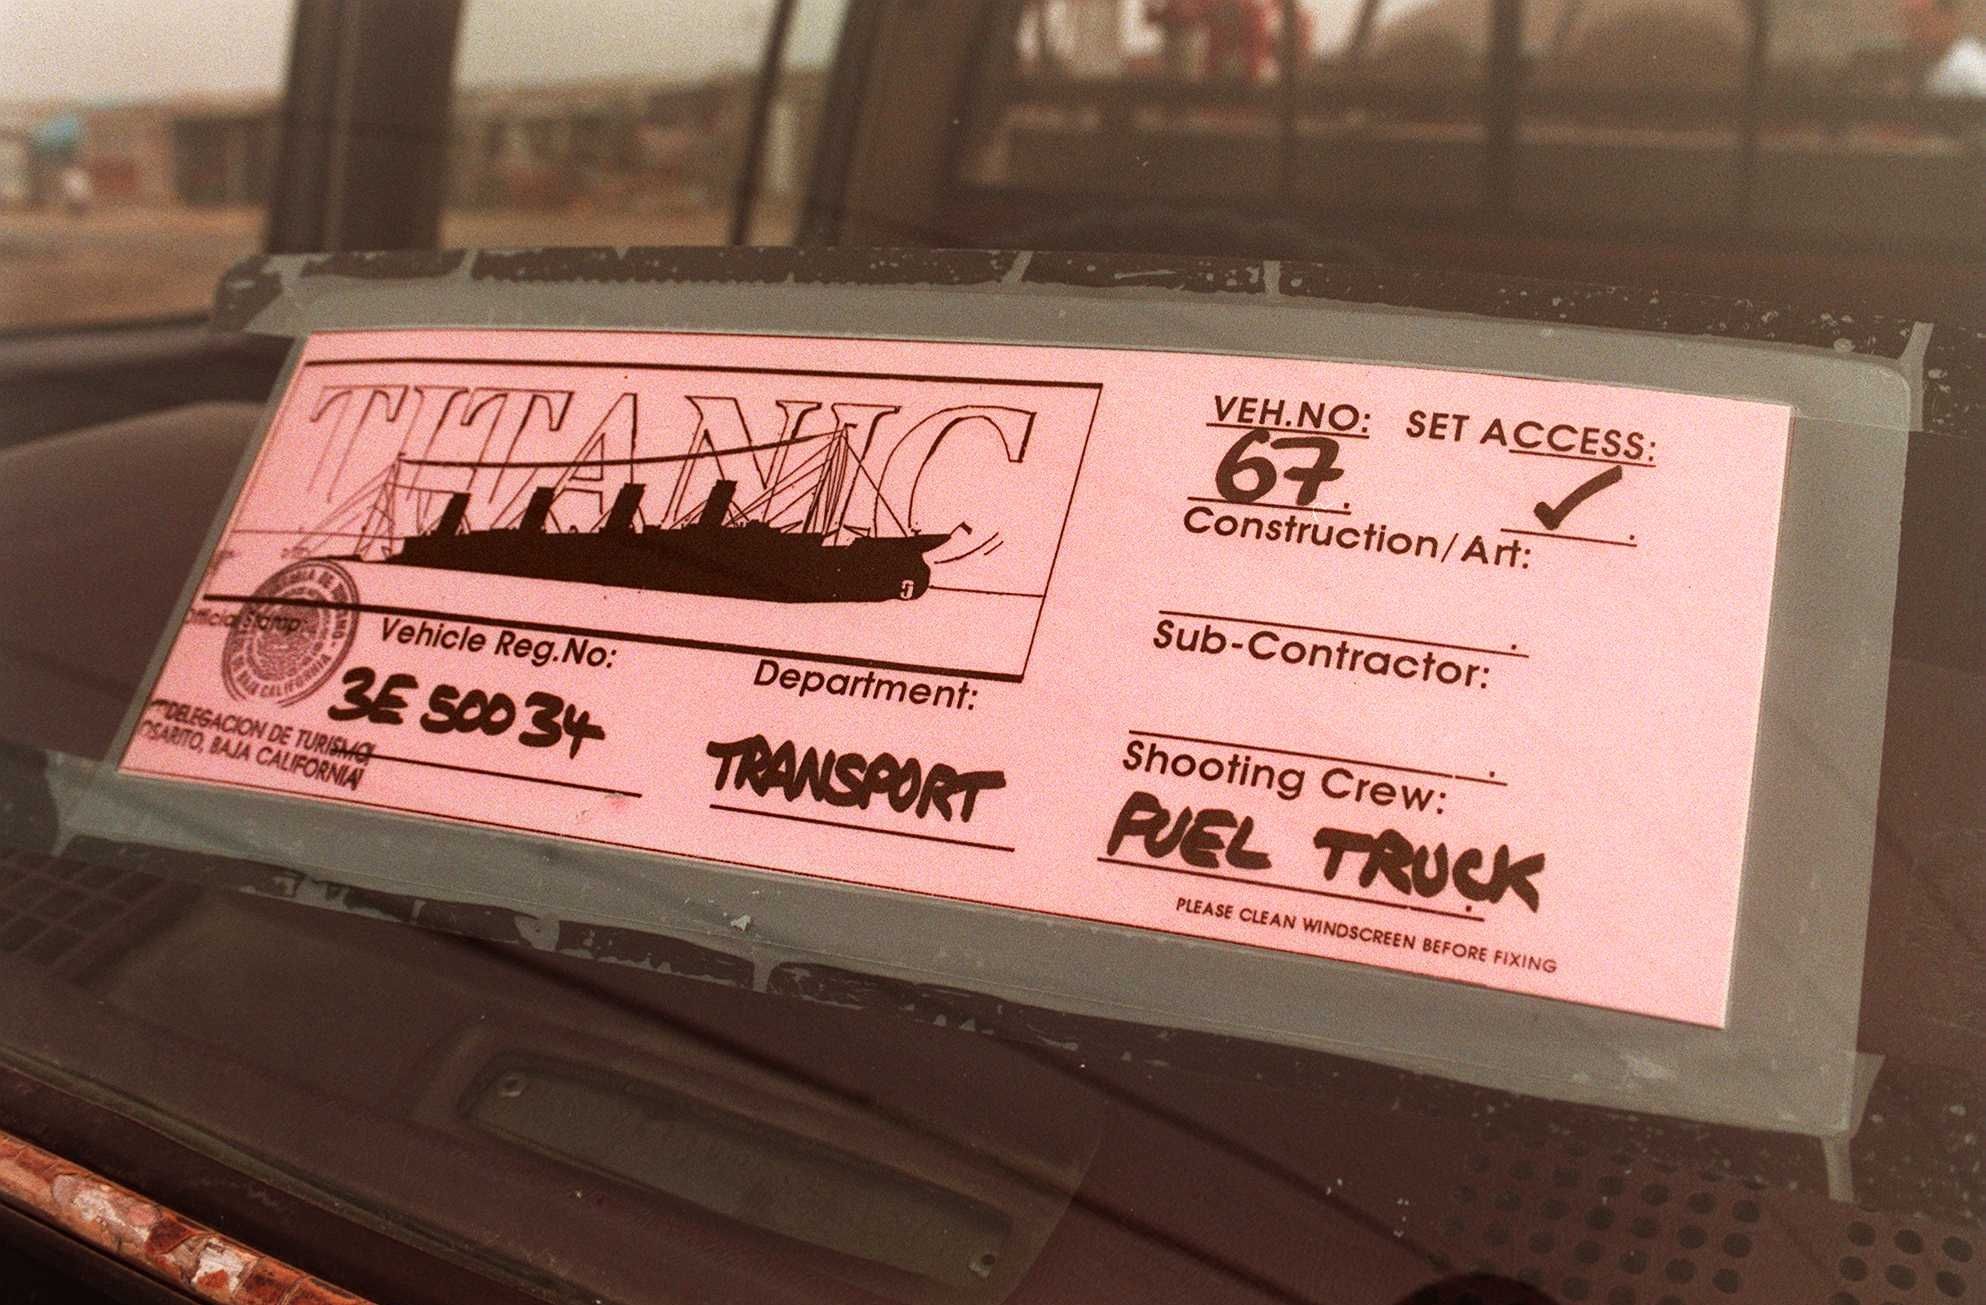 TITANIC
VEH.NO: SET ACCESS:
67 ✓
Construction/Art:
Sub-Contractor:
Shooting Crew:
FUEL TRUCK
PLEASE CLEAN WINDSCREEN BEFORE FIXING
Official Stamp:
Vehicle Reg.No:
3E 500 34
Department:
TRANSPORT
DELEGACION DE TURISMO
OSARITO, BAJA CALIFORNIA